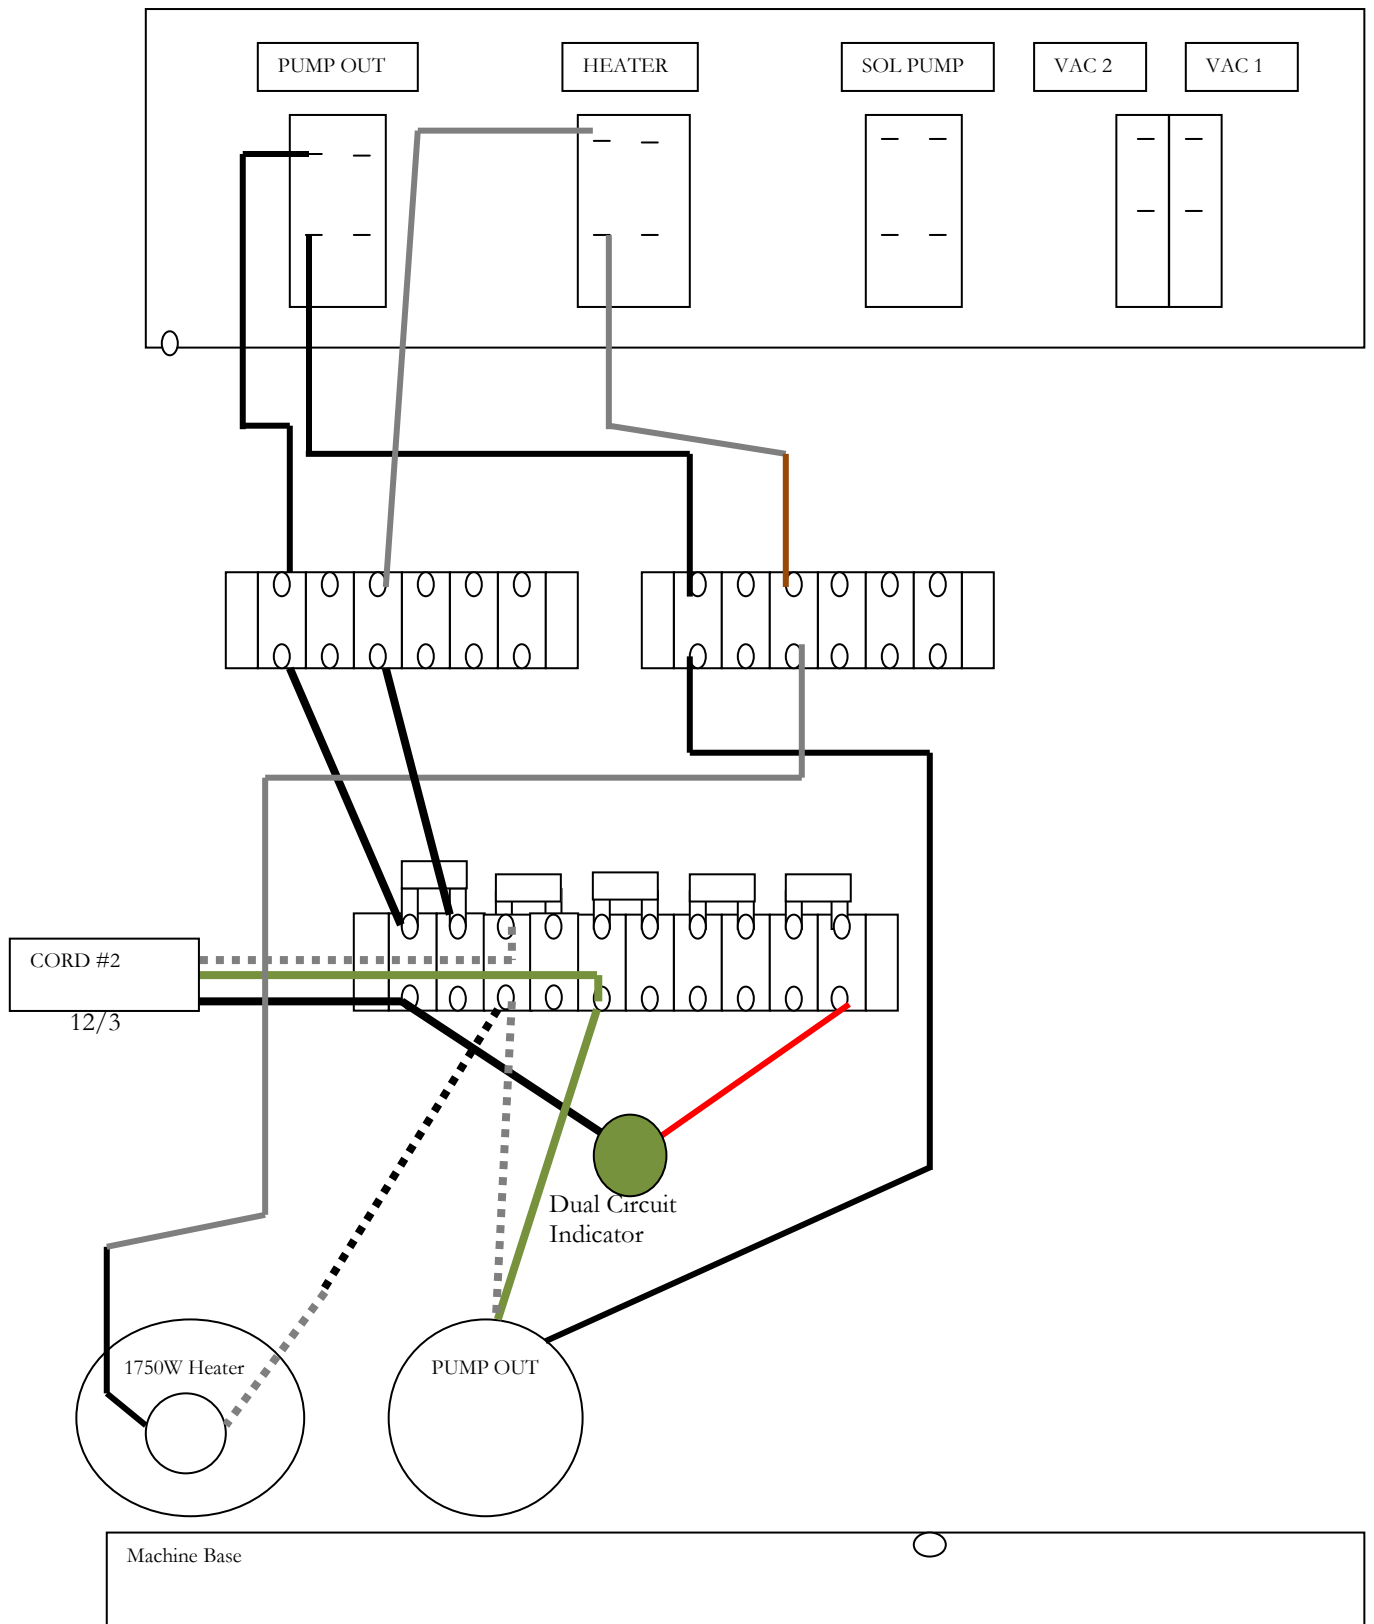 PUMP OUT
HEATER
SOL PUMP
VAC 2
VAC 1
CORD #2
12/3
Dual Circuit
Indicator
1750W Heater
PUMP OUT
Machine Base